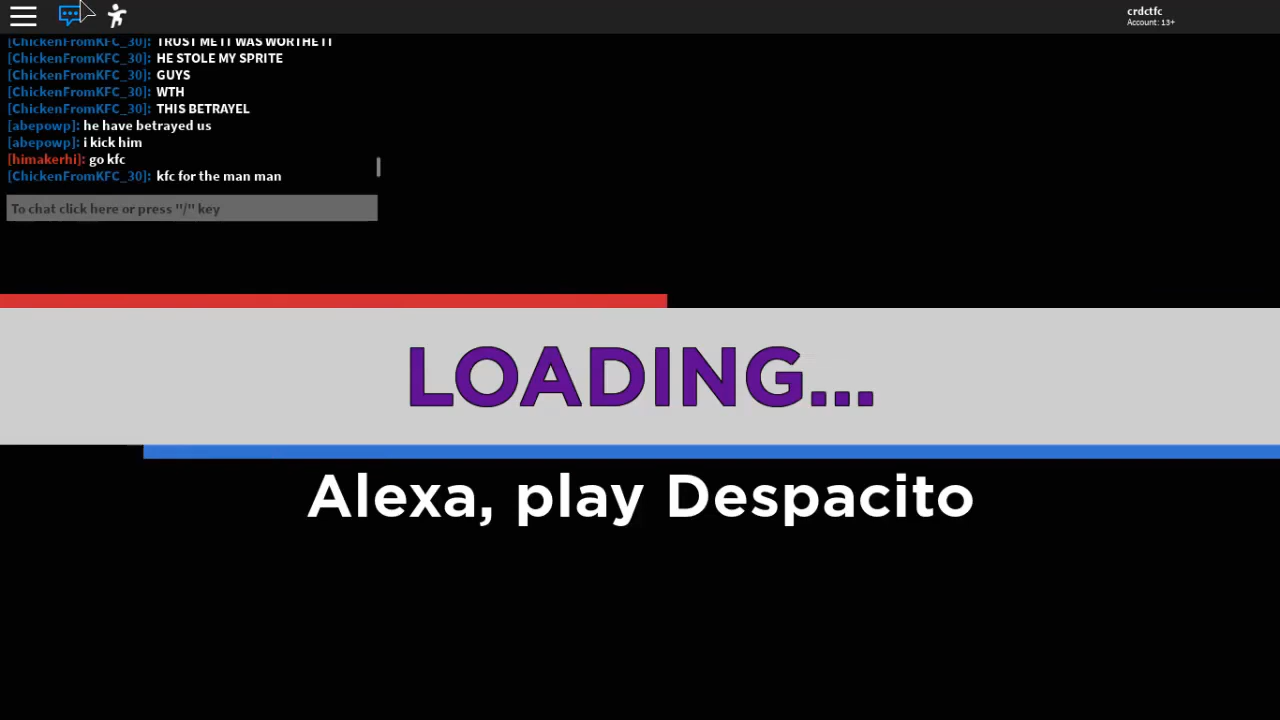 crdctfc
Account: 13+
[ChickenFromKFC_30]: TRUST ME IT WAS WORTHE IT
[ChickenFromKFC_30]: HE STOLE MY SPRITE
[ChickenFromKFC_30]: GUYS
[ChickenFromKFC_30]: WTH
[ChickenFromKFC_30]: THIS BETRAYEL
[abepowp]: he have betrayed us
[abepowp]: i kick him
[himakerhi]: go kfc
[ChickenFromKFC_30]: kfc for the man man
To chat click here or press "/" key
LOADING...
Alexa, play Despacito